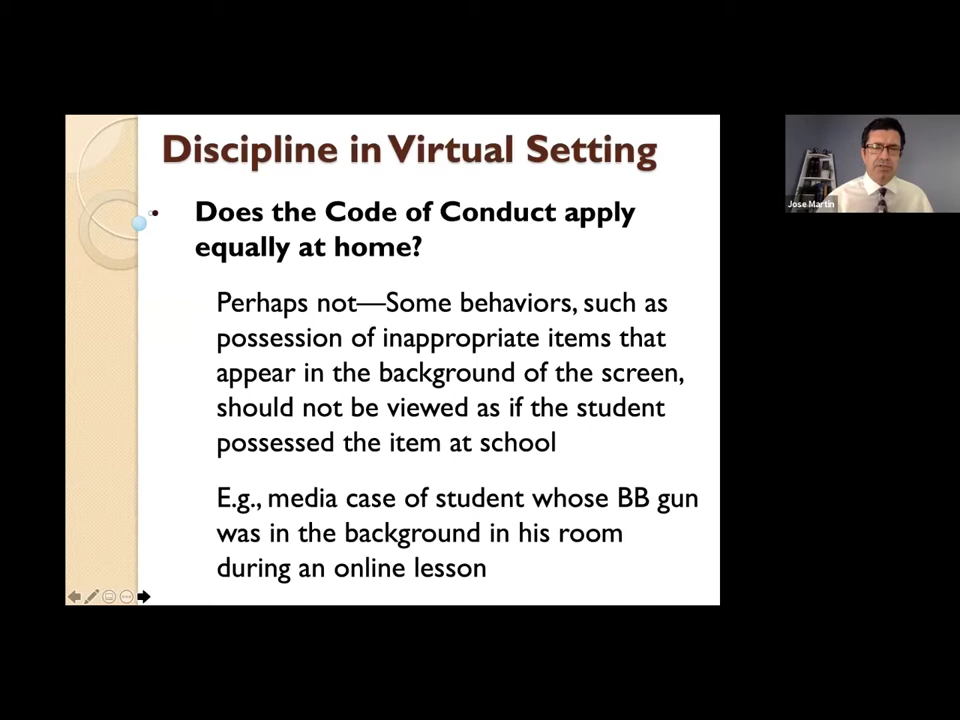 Discipline in Virtual Setting
• Does the Code of Conduct apply
equally at home?
Perhaps not—Some behaviors, such as
possession of inappropriate items that
appear in the background of the screen,
should not be viewed as if the student
possessed the item at school
E.g., media case of student whose BB gun
was in the background in his room
during an online lesson
Jose Martin